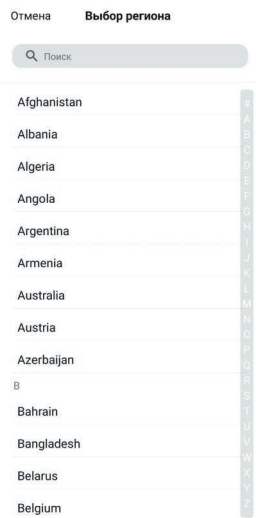 Отмена Выбор региона
Поиск
Afghanistan
Albania
Algeria
Angola
Argentina
Armenia
Australia
Austria
Azerbaijan
B
Bahrain
Bangladesh
Belarus
Belgium
#
A
B
C
D
E
F
G
H
I
J
K
L
M
N
O
P
Q
R
S
T
U
V
W
X
Y
Z